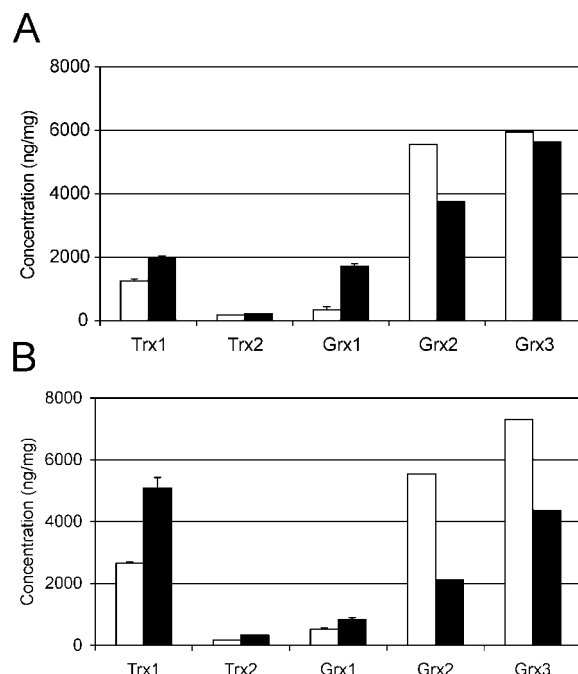 A
Concentration (ng/mg)
8000
6000
4000
2000
0
Trx1 Trx2 Grx1 Grx2 Grx3
B
Concentration (ng/mg)
8000
6000
4000
2000
0
Trx1 Trx2 Grx1 Grx2 Grx3